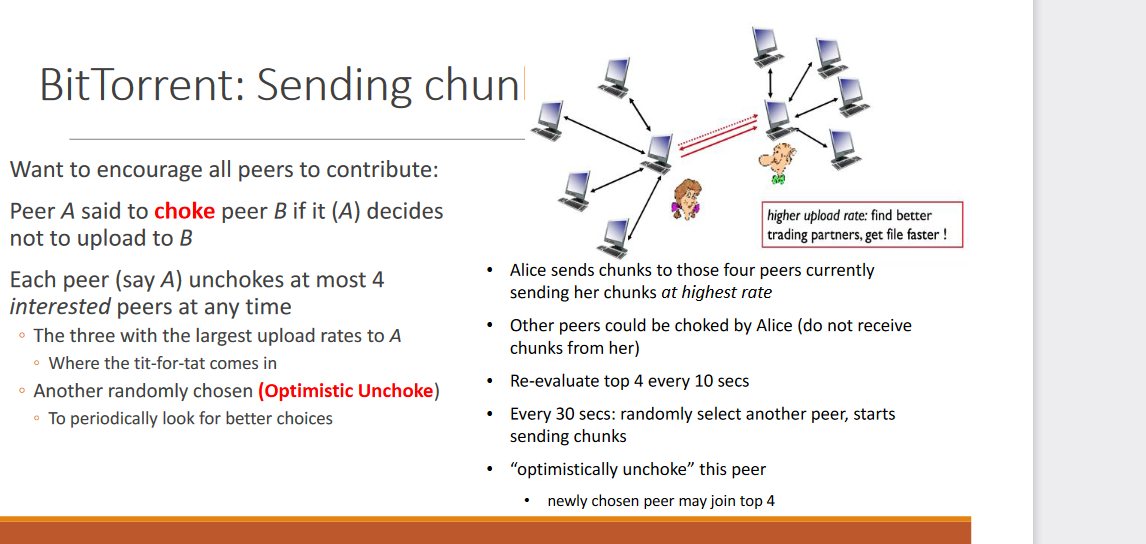 BitTorrent: Sending chun
Want to encourage all peers to contribute:
Peer A said to choke peer B if it (A) decides
not to upload to B
Each peer (say A) unchokes at most 4
interested peers at any time
◦ The three with the largest upload rates to A
◦ Where the tit-for-tat comes in
◦ Another randomly chosen (Optimistic Unchoke)
◦ To periodically look for better choices
higher upload rate: find better
trading partners, get file faster !
• Alice sends chunks to those four peers currently
sending her chunks at highest rate
• Other peers could be choked by Alice (do not receive
chunks from her)
• Re-evaluate top 4 every 10 secs
• Every 30 secs: randomly select another peer, starts
sending chunks
• “optimistically unchoke” this peer
• newly chosen peer may join top 4